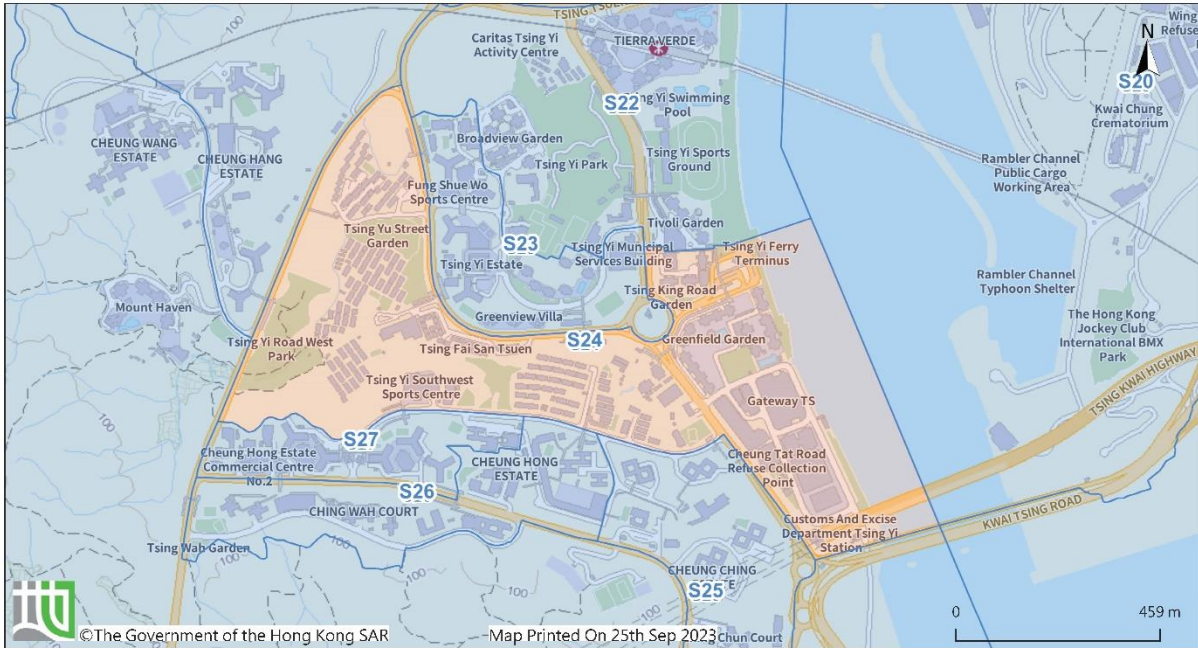 TSING TSUEN
Caritas Tsing Yi
Activity Centre
TIERRA VERDE
Wing
Refuse
N
S20
S22
Tsing Yi Swimming
Pool
Kwai Chung
Crematorium
CHEUNG WANG
ESTATE
CHEUNG HANG
ESTATE
Broadview Garden
Tsing Yi Park
Tsing Yi Sports
Ground
Rambler Channel
Public Cargo
Working Area
Fung Shue Wo
Sports Centre
Tsing Yu Street
Garden
S23
Tivoli Garden
Tsing Yi Estate
Tsing Yi Municipal
Services Building
Tsing Yi Ferry
Terminus
Rambler Channel
Typhoon Shelter
Mount Haven
Tsing King Road
Garden
Greenview Villa
The Hong Kong
Jockey Club
International BMX
Park
Tsing Yi Road West
Park
Tsing Fai San Tsuen
S24
Greenfield Garden
Tsing Yi Southwest
Sports Centre
Gateway TS
TSING KWAI HIGHWAY
S27
Cheung Hong Estate
Commercial Centre
No.2
CHEUNG HONG
ESTATE
Cheung Tat Road
Refuse Collection
Point
S26
CHING WAH COURT
Customs And Excise
Department Tsing Yi
Station
KWAI TSING ROAD
Tsing Wah Garden
CHEUNG CHING
S25
100
100
100
100
0 459 m
©The Government of the Hong Kong SAR
Map Printed On 25th Sep 2023
Chun Court